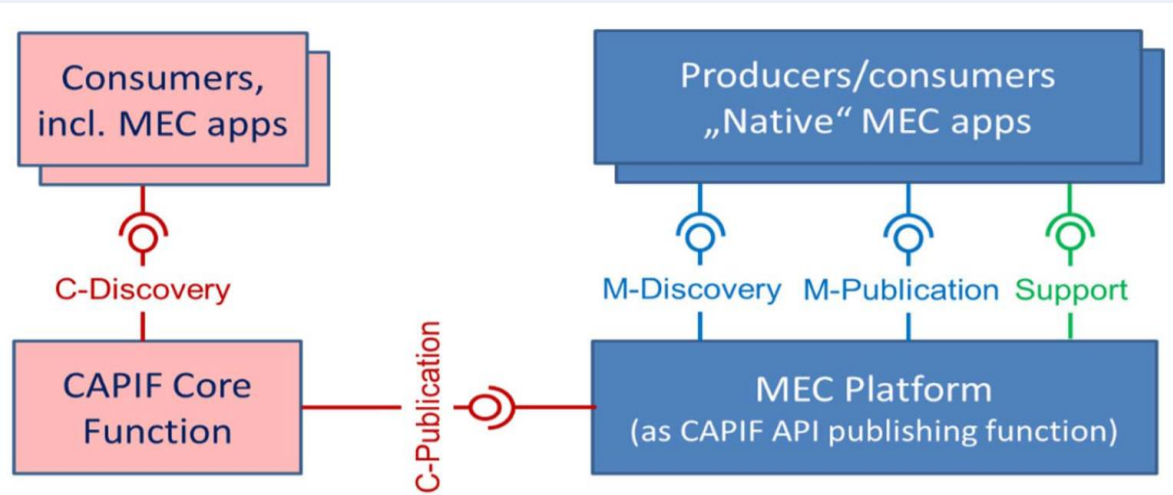 Consumers,
incl. MEC apps
Producers/consumers
„Native“ MEC apps
C-Discovery
M-Discovery
M-Publication
Support
CAPIF Core
Function
C-Publication
MEC Platform
(as CAPIF API publishing function)